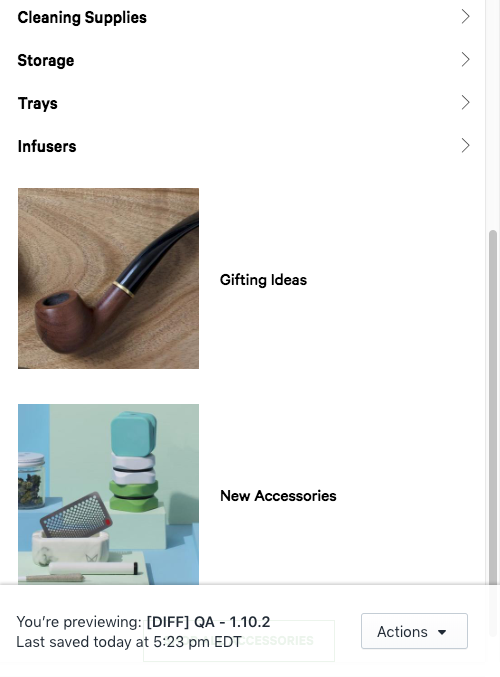 Cleaning Supplies
Storage
Trays
Infusers
Gifting Ideas
New Accessories
You’re previewing: [DIFF] QA - 1.10.2
Last saved today at 5:23 pm EDT
Actions
ACCESSORIES